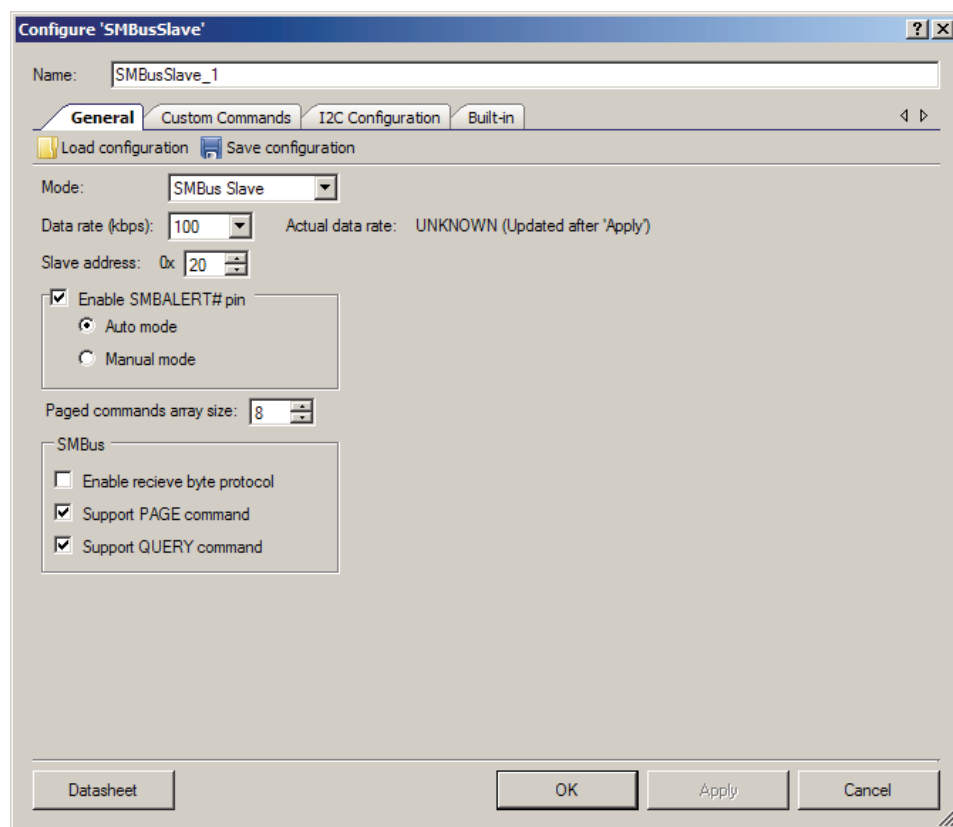 Configure 'SMBusSlave'
Name: SMBusSlave_1
General Custom Commands I2C Configuration Built-in
Load configuration Save configuration
Mode: SMBus Slave
Data rate (kbps): 100 Actual data rate: UNKNOWN (Updated after 'Apply')
Slave address: 0x 20
Enable SMBALERT# pin
Auto mode
Manual mode
Paged commands array size: 8
SMBus
Enable recieve byte protocol
Support PAGE command
Support QUERY command
Datasheet OK Apply Cancel